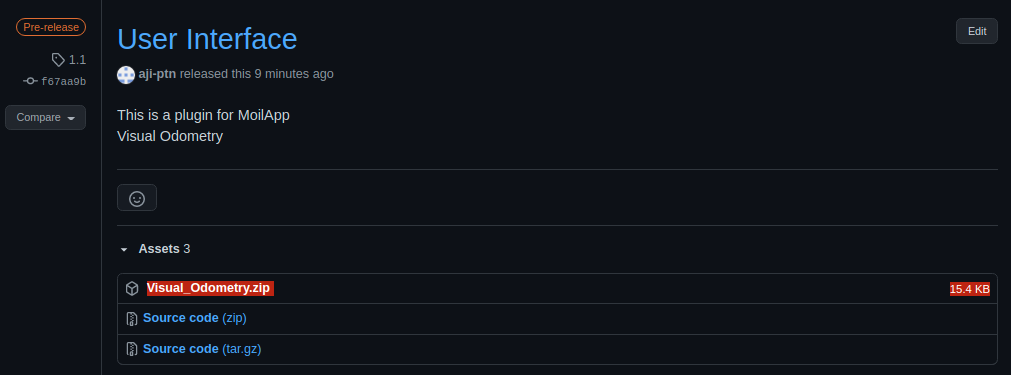 Pre-release
1.1
f67aa9b
Compare
User Interface
Edit
aji-ptn released this 9 minutes ago
This is a plugin for MoilApp
Visual Odometry
Assets 3
Visual_Odometry.zip 15.4 KB
Source code (zip)
Source code (tar.gz)